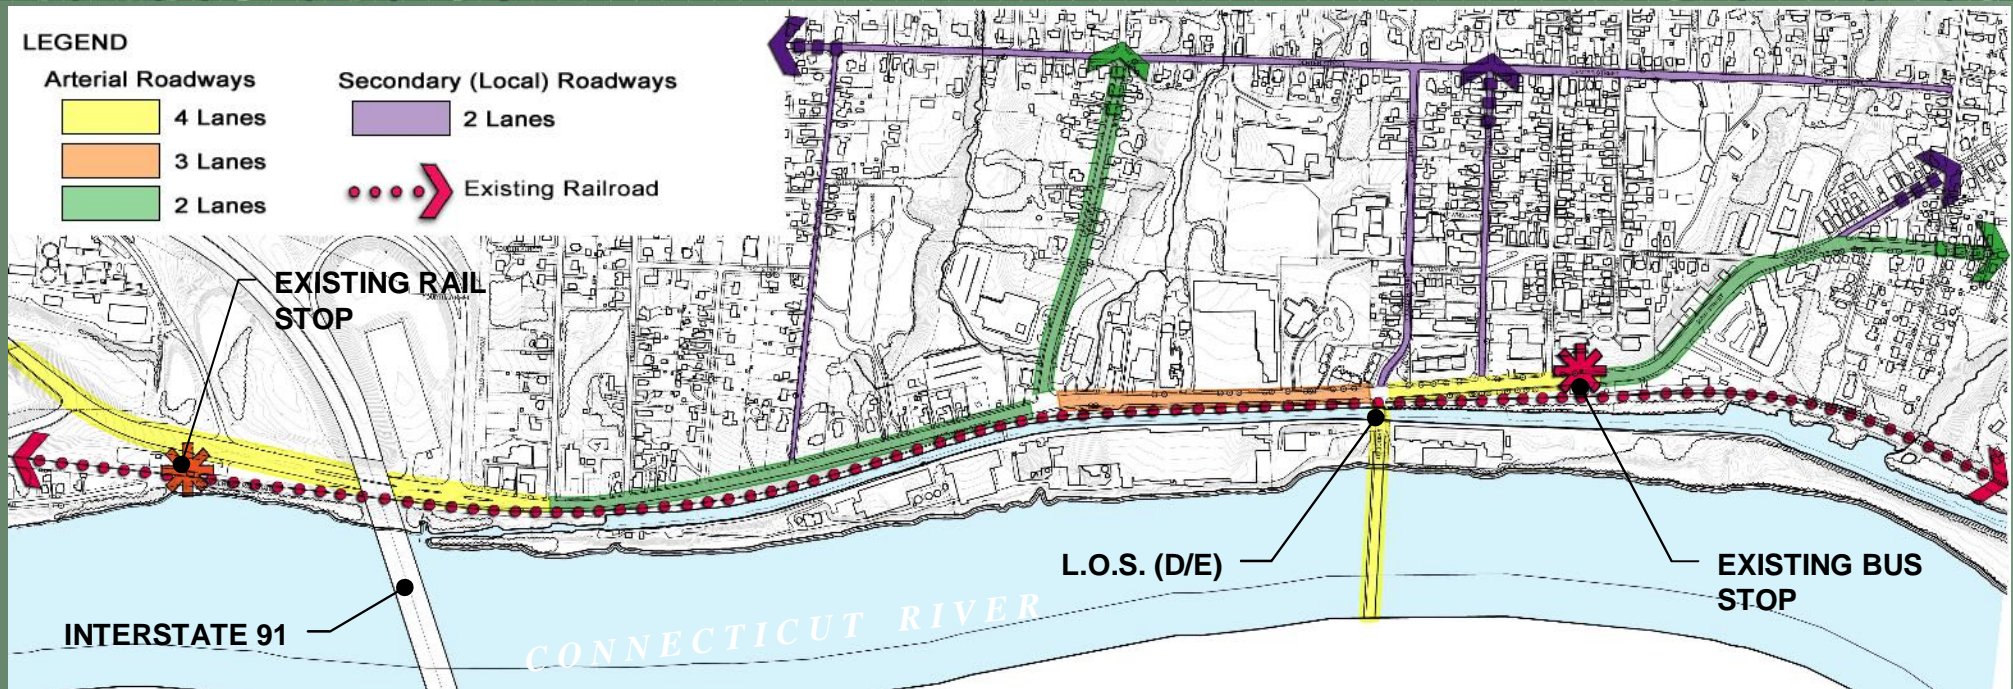 LEGEND
Arterial Roadways
4 Lanes
3 Lanes
2 Lanes
Secondary (Local) Roadways
2 Lanes
Existing Railroad
EXISTING RAIL
STOP
INTERSTATE 91
L.O.S. (D/E)
EXISTING BUS
STOP
CONNECTICUT RIVER